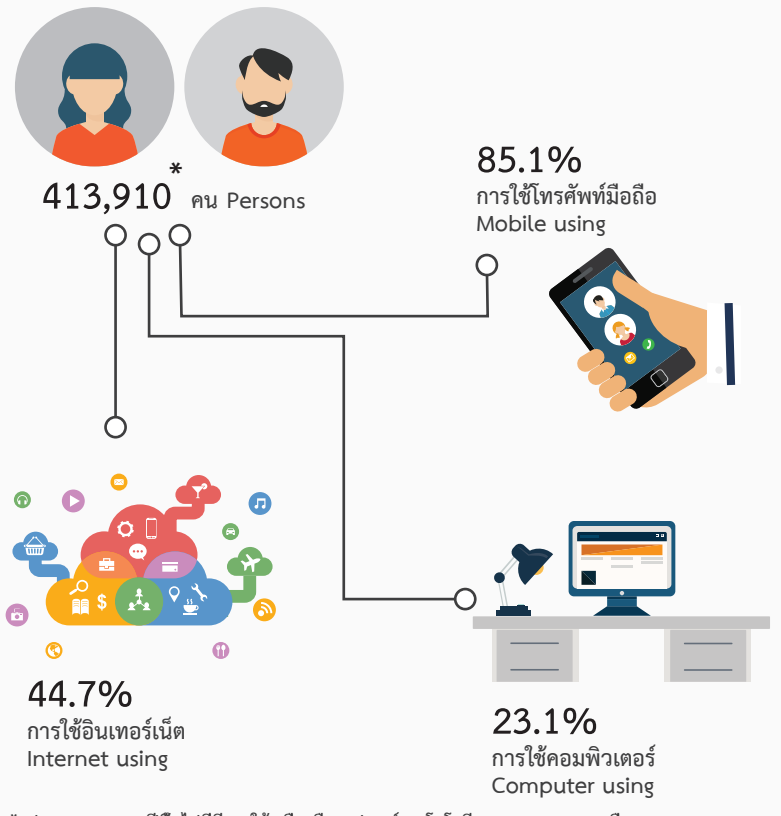 413,910* คน Persons
85.1%
การใช้โทรศัพท์มือถือ
Mobile using
44.7%
การใช้อินเทอร์เน็ต
Internet using
23.1%
การใช้คอมพิวเตอร์
Computer using